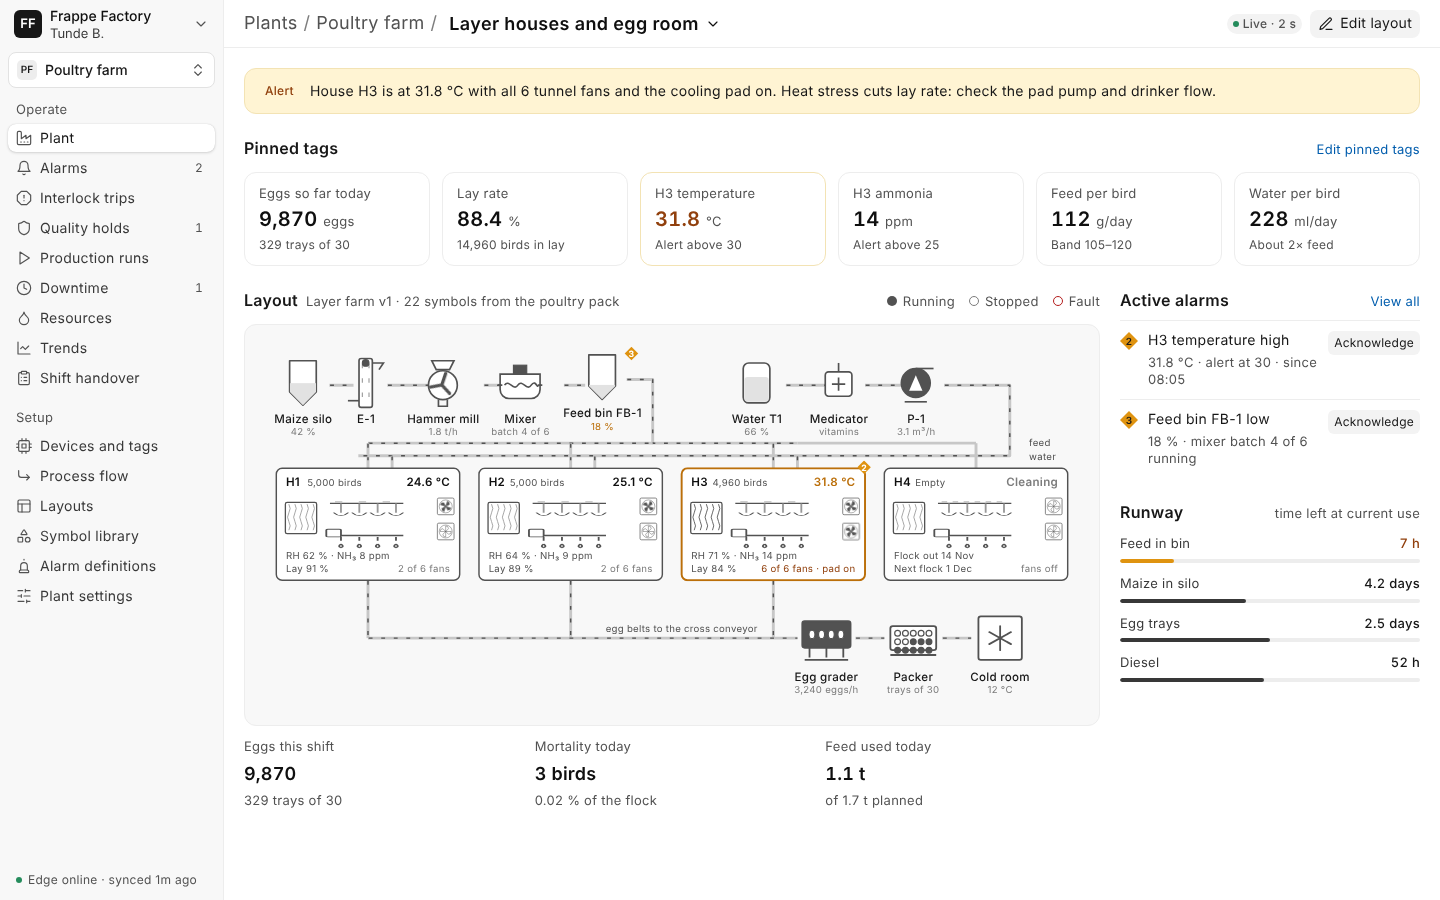 FF
Frappe Factory
Tunde B.
PF Poultry farm
Operate
Plant
Alarms 2
Interlock trips
Quality holds 1
Production runs
Downtime 1
Resources
Trends
Shift handover
Setup
Devices and tags
Process flow
Layouts
Symbol library
Alarm definitions
Plant settings
Edge online · synced 1m ago
Plants / Poultry farm / Layer houses and egg room
Live · 2 s
Edit layout
Alert House H3 is at 31.8 °C with all 6 tunnel fans and the cooling pad on. Heat stress cuts lay rate: check the pad pump and drinker flow.
Pinned tags
Edit pinned tags
Eggs so far today
9,870 eggs
329 trays of 30
Lay rate
88.4 %
14,960 birds in lay
H3 temperature
31.8 °C
Alert above 30
H3 ammonia
14 ppm
Alert above 25
Feed per bird
112 g/day
Band 105–120
Water per bird
228 ml/day
About 2× feed
Layout Layer farm v1 · 22 symbols from the poultry pack
Running Stopped Fault
3
Maize silo
42 %
E-1
Hammer mill
1.8 t/h
Mixer
batch 4 of 6
Feed bin FB-1
18 %
Water T1
66 %
Medicator
vitamins
P-1
3.1 m³/h
feed
water
H1 5,000 birds 24.6 °C
RH 62 % · NH₃ 8 ppm
Lay 91 % 2 of 6 fans
H2 5,000 birds 25.1 °C
RH 64 % · NH₃ 9 ppm
Lay 89 % 2 of 6 fans
2
H3 4,960 birds 31.8 °C
RH 71 % · NH₃ 14 ppm
Lay 84 % 6 of 6 fans · pad on
H4 Empty Cleaning
Flock out 14 Nov
Next flock 1 Dec fans off
egg belts to the cross conveyor
Egg grader
3,240 eggs/h
Packer
trays of 30
Cold room
12 °C
Eggs this shift
9,870
329 trays of 30
Mortality today
3 birds
0.02 % of the flock
Feed used today
1.1 t
of 1.7 t planned
Active alarms
View all
2 H3 temperature high
31.8 °C · alert at 30 · since
08:05
Acknowledge
3 Feed bin FB-1 low
18 % · mixer batch 4 of 6
running
Acknowledge
Runway
time left at current use
Feed in bin 7 h
Maize in silo 4.2 days
Egg trays 2.5 days
Diesel 52 h